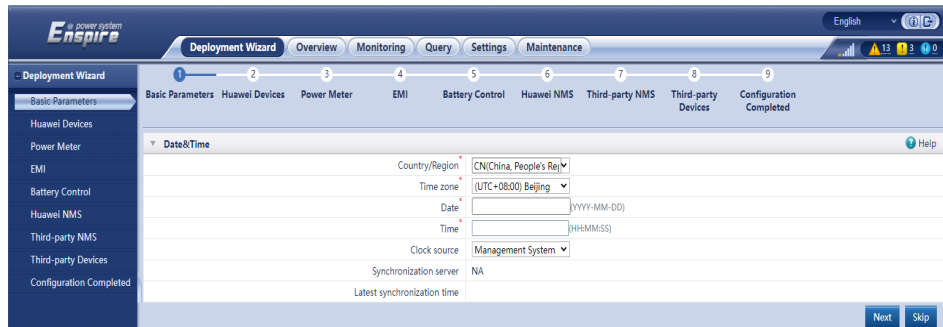 e power system
Enspire
English
Deployment Wizard Overview Monitoring Query Settings Maintenance
13 3 0
Deployment Wizard
Basic Parameters
Huawei Devices
Power Meter
EMI
Battery Control
Huawei NMS
Third-party NMS
Third-party Devices
Configuration Completed
1 2 3 4 5 6 7 8 9
Basic Parameters Huawei Devices Power Meter EMI Battery Control Huawei NMS Third-party NMS Third-party Devices Configuration Completed
Date&Time Help
Country/Region* CN(China, People's Rep
Time zone* (UTC+08:00) Beijing
Date* (YYYY-MM-DD)
Time* (HH:MM:SS)
Clock source Management System
Synchronization server NA
Latest synchronization time
Next Skip